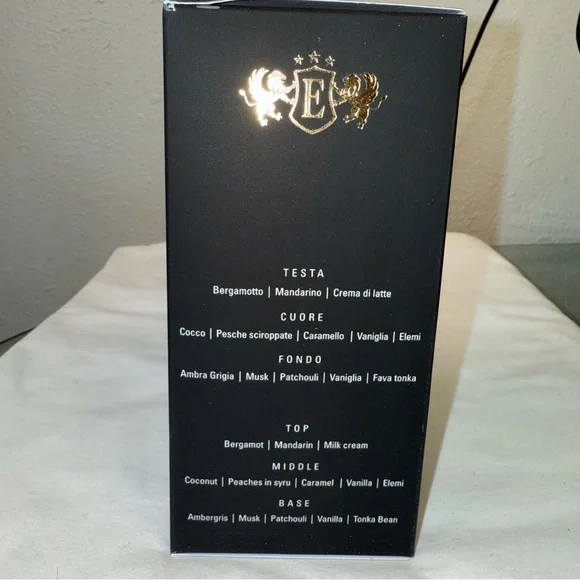 E
TESTA
Bergamotto | Mandarino | Crema di latte
CUORE
Cocco | Pesche sciroppate | Caramello | Vaniglia | Elemi
FONDO
Ambra Grigia | Musk | Patchouli | Vaniglia | Fava tonka
TOP
Bergamot | Mandarin | Milk cream
MIDDLE
Coconut | Peaches in syru | Caramel | Vanilla | Elemi
BASE
Ambergris | Musk | Patchouli | Vanilla | Tonka Bean